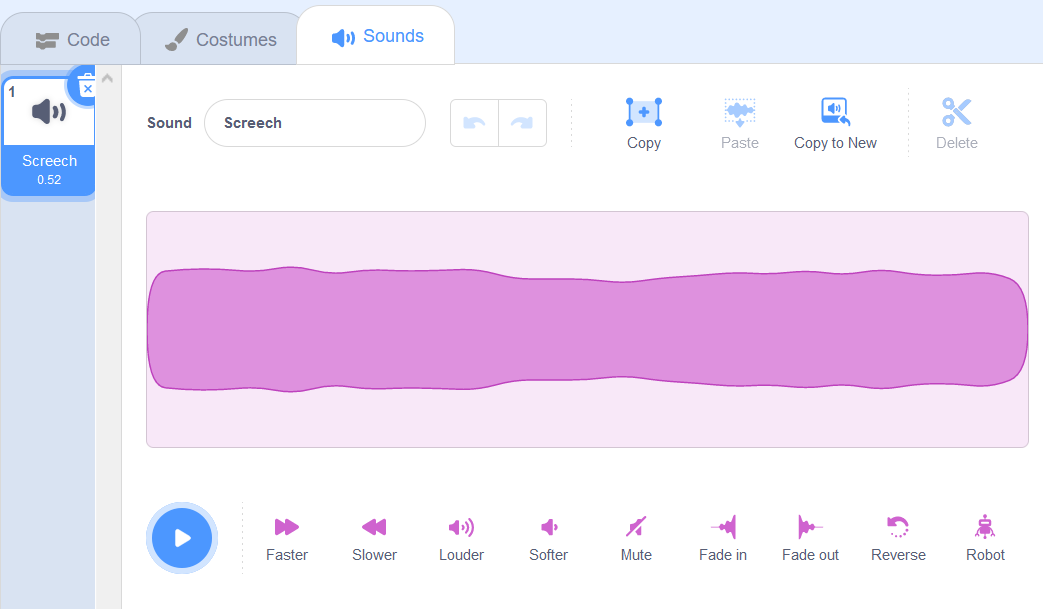 Code
Costumes
Sounds
1
Screech
0.52
Sound
Screech
Copy
Paste
Copy to New
Delete
Faster
Slower
Louder
Softer
Mute
Fade in
Fade out
Reverse
Robot